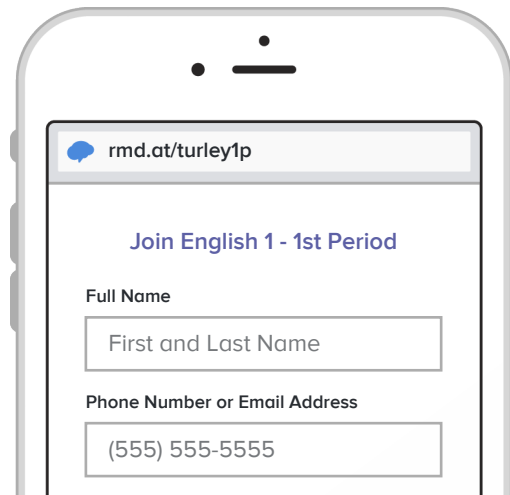 rmd.at/turley1p
Join English 1 - 1st Period
Full Name
First and Last Name
Phone Number or Email Address
(555) 555-5555